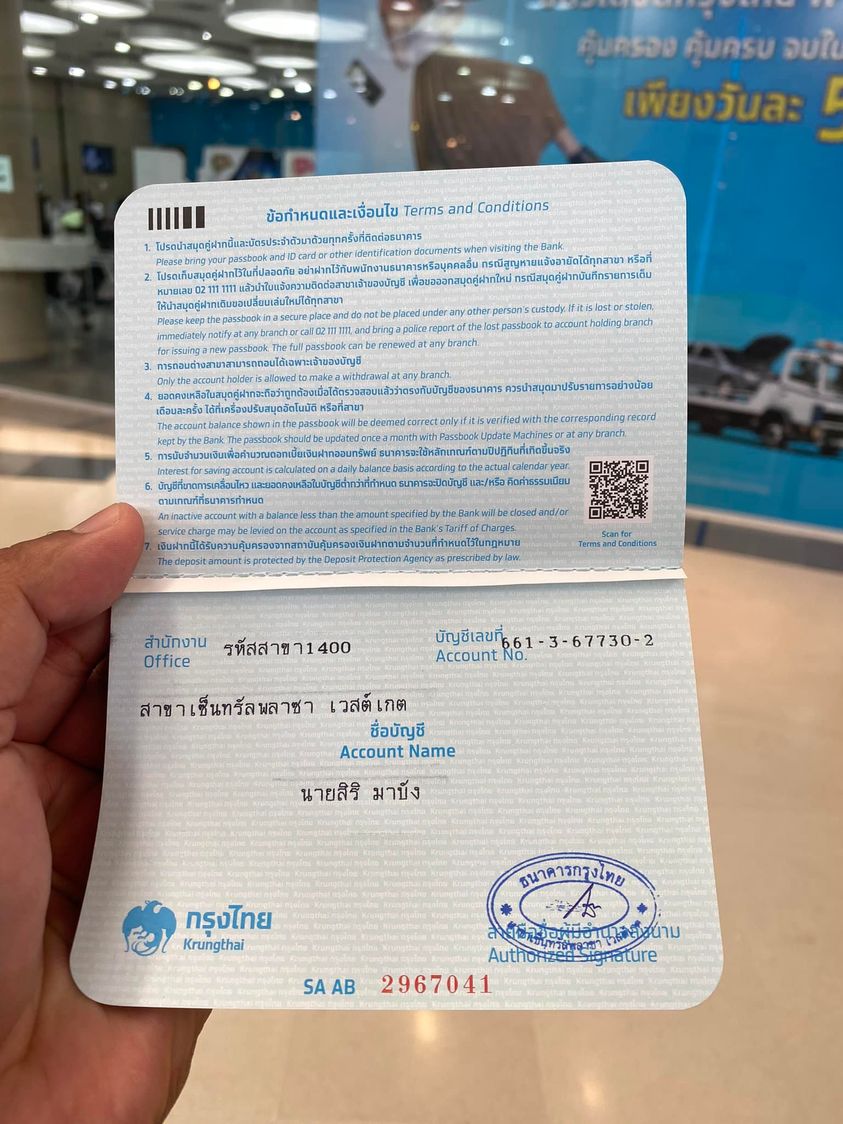 คุ้มครอง คุ้มครบ จบใน
เพียงวันละ 5
ข้อกำหนดและเงื่อนไข Terms and Conditions
1. โปรดนำสมุดคู่ฝากนี้และบัตรประจำตัวมาด้วยทุกครั้งที่ติดต่อธนาคาร
Please bring your passbook and ID card or other identification documents when visiting the Bank.
2. โปรดเก็บสมุดคู่ฝากไว้ในที่ปลอดภัย อย่าฝากไว้กับพนักงานธนาคารหรือบุคคลอื่น กรณีสูญหายแจ้งอายัดได้ทุกสาขา หรือที่
หมายเลข 02 111 1111 แล้วนำใบแจ้งความติดต่อสาขาเจ้าของบัญชี เพื่อขอออกสมุดคู่ฝากใหม่ กรณีสมุดคู่ฝากบันทึกรายการเต็ม
ให้นำสมุดคู่ฝากเดิมขอเปลี่ยนเล่มใหม่ได้ทุกสาขา
Please keep the passbook in a secure place and do not be placed under any other person's custody. If it is lost or stolen,
immediately notify at any branch or call 02 111 1111, and bring a police report of the lost passbook to account holding branch
for issuing a new passbook. The full passbook can be renewed at any branch.
3. การถอนต่างสาขาสามารถถอนได้เฉพาะเจ้าของบัญชี
Only the account holder is allowed to make a withdrawal at any branch.
4. ยอดคงเหลือในสมุดคู่ฝากจะถือว่าถูกต้องเมื่อได้ตรวจสอบแล้วว่าตรงกับบัญชีของธนาคาร ควรนำสมุดมาปรับรายการอย่างน้อย
เดือนละครั้ง ได้ที่เครื่องปรับสมุดอัตโนมัติ หรือที่สาขา
The account balance shown in the passbook will be deemed correct only if it is verified with the corresponding record
kept by the Bank. The passbook should be updated once a month with Passbook Update Machines or at any branch.
5. การนับจำนวนเงินเพื่อคำนวณดอกเบี้ยเงินฝากออมทรัพย์ ธนาคารจะใช้หลักเกณฑ์ตามปีปฏิทินที่เกิดขึ้นจริง
Interest for saving account is calculated on a daily balance basis according to the actual calendar year.
6. บัญชีที่ขาดการเคลื่อนไหว และยอดคงเหลือในบัญชีต่ำกว่าที่กำหนด ธนาคารจะปิดบัญชี และ/หรือ คิดค่าธรรมเนียม
ตามเกณฑ์ที่ธนาคารกำหนด
An inactive account with a balance less than the amount specified by the Bank will be closed and/or
service charge may be levied on the account as specified in the Bank's Tariff of Charges.
7. เงินฝากนี้ได้รับความคุ้มครองจากสถาบันคุ้มครองเงินฝากตามจำนวนที่กำหนดไว้ในกฎหมาย
The deposit amount is protected by the Deposit Protection Agency as prescribed by law.
Scan for
Terms and Conditions
สำนักงาน รหัสสาขา1400
Office
บัญชีเลขที่ 661-3-67730-2
Account No.
สาขาเซ็นทรัลพลาซา เวสต์เกต
ชื่อบัญชี
Account Name
นายสิริ มาบัง
กรุงไทย
Krungthai
ธนาคารกรุงไทย
สาขาเซ็นทรัลพลาซา เวสต์เกต
ลายมือชื่อผู้มีอำนาจลงนาม
Authorized Signature
SA AB 2967041